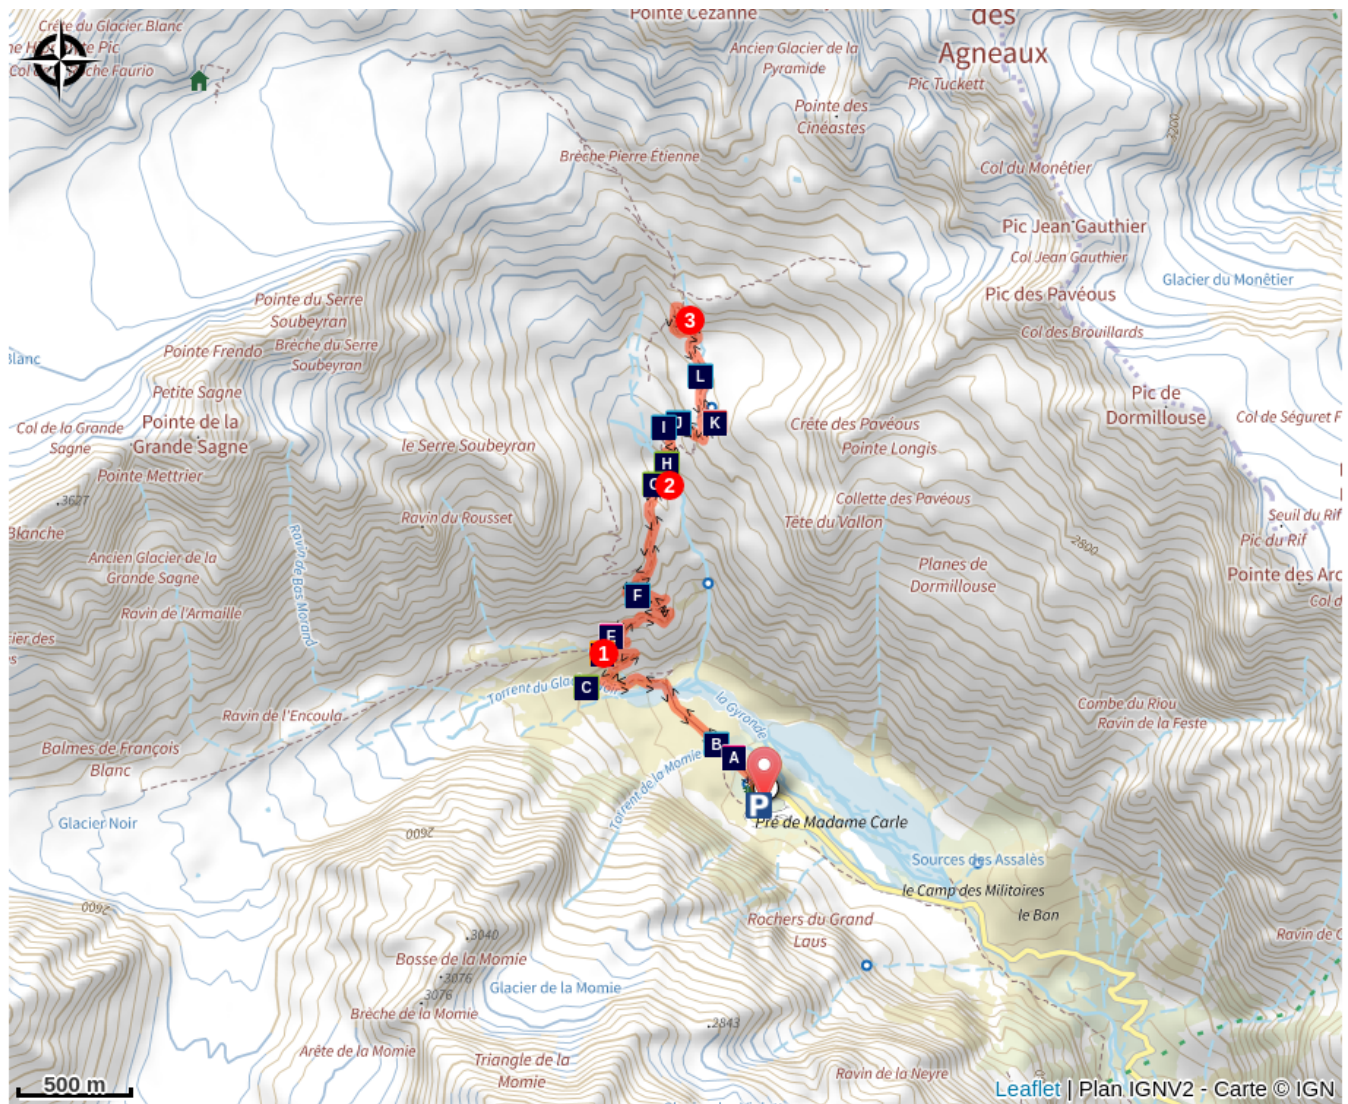 Crête du Glacier Blanc
Pointe Cézanne
des
Agneaux
Ancien Glacier de la
Pyramide
Pic Tuckett
Pointe des
Cinéastes
3200
Brèche Pierre Étienne
Col du Monêtier
Pic Jean Gauthier
Col Jean Gauthier
Glacier du Monêtier
Pic des Pavéous
Col des Brouillards
Pointe du Serre
Soubeyran
Brèche du Serre
Soubeyran
Pointe Frendo
Blanc
Petite Sagne
Pic de
Dormillouse
Col de Séguret F
Col de la Grande
Sagne
Pointe de la
Grande Sagne
le Serre Soubeyran
Crête des Pavéous
Pointe Longis
Pointe Mettrier
3627
Collette des Pavéous
Tête du Vallon
Seuil du Rif
Pic du Rif
Blanche
Ravin du Rousset
Ravin de Bas Morand
Ancien Glacier de la
Grande Sagne
2800
Planes de
Dormillouse
Pointe des Arc
Col d
Ravin de l'Armaille
3
L
I
J
K
H
2
F
E
1
C
B
A
P
Torrent du Glac
la Gyronde
Torrent de la Momie
Ravin de l'Encoula
Combe du Riou
Ravin de la Feste
Balmes de François
Blanc
Glacier Noir
2600
Pré de Madame Carle
Sources des Assalès
le Camp des Militaires
le Bon
2600
Rochers du Grand
Laus
3040
Bosse de la Momie
3076
3076
Glacier de la Momie
Brèche de la Momie
2843
Arête de la Momie
Triangle de la
Momie
Ravin de la Neyre
500 m
Leaflet | Plan IGNV2 - Carte © IGN